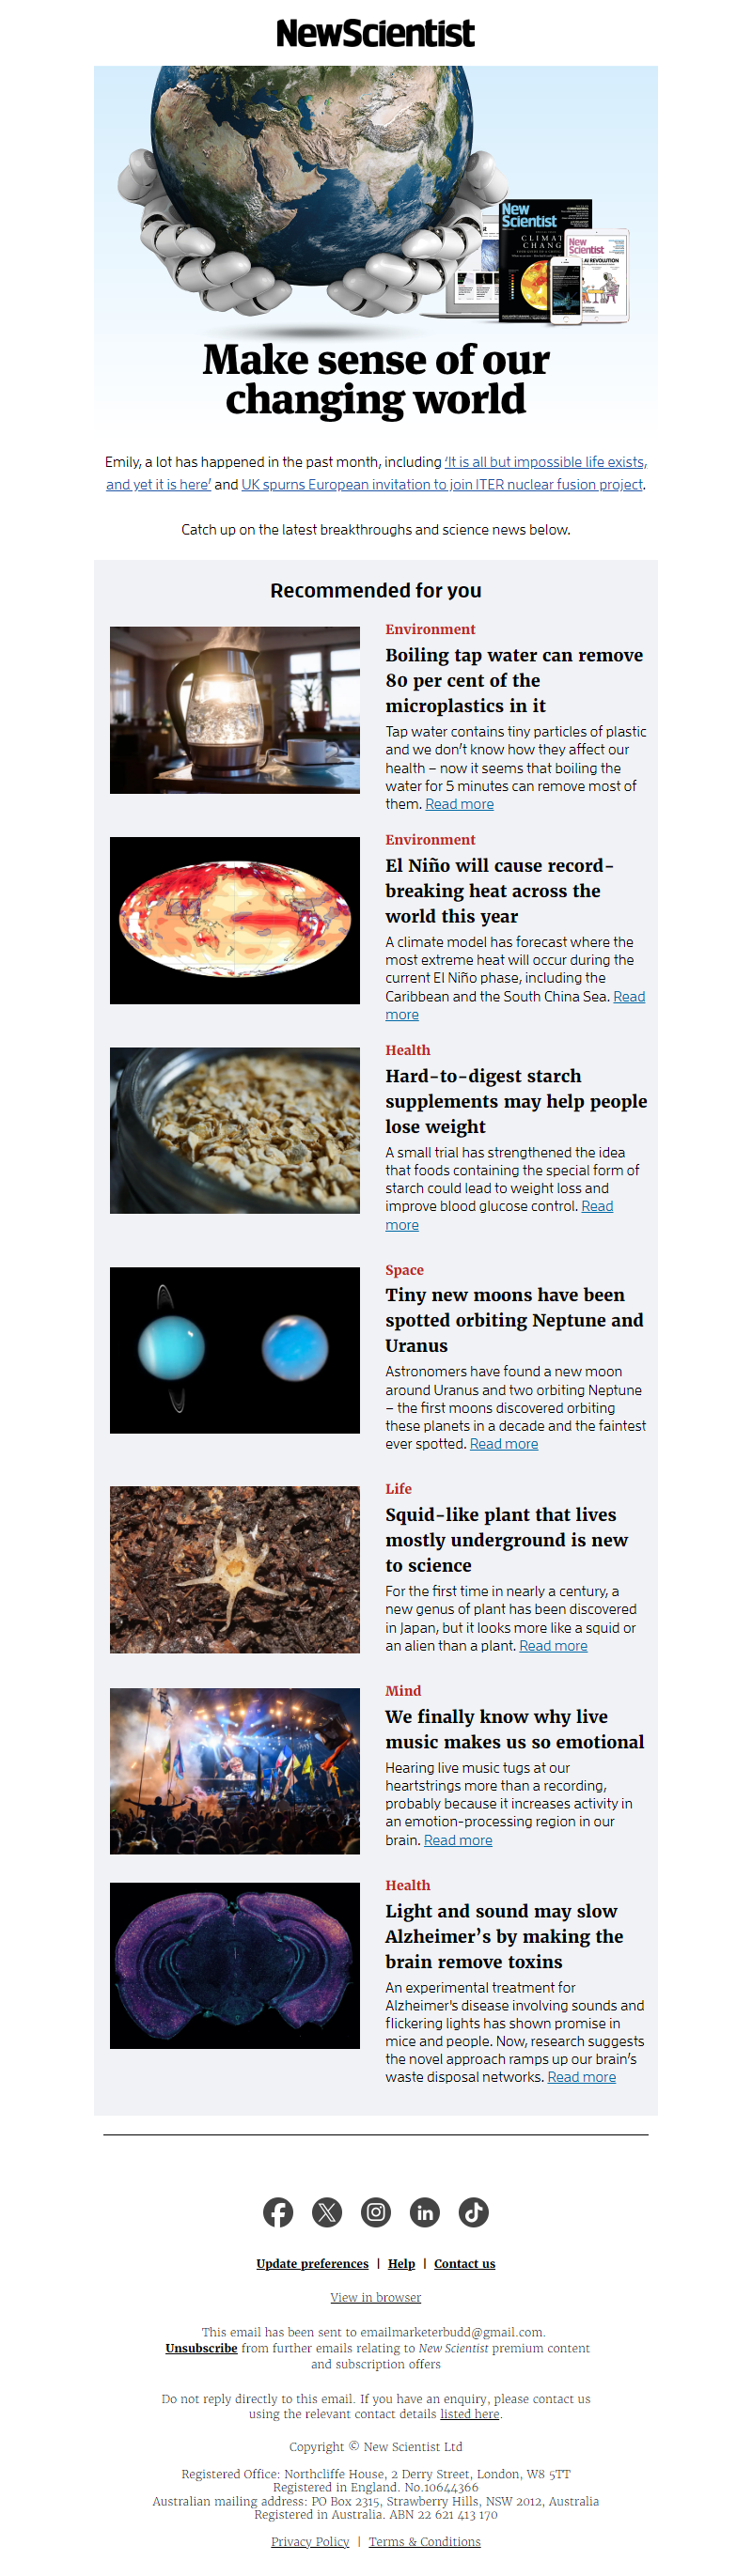 NewScientist
New
Scientist
CLIMATE
CHANGE
New
Scientist
AI REVOLUTION
Make sense of our
changing world
Emily, a lot has happened in the past month, including ‘It is all but impossible life exists,
and yet it is here’ and UK spurns European invitation to join ITER nuclear fusion project.
Catch up on the latest breakthroughs and science news below.
Recommended for you
Environment
Boiling tap water can remove
80 per cent of the
microplastics in it
Tap water contains tiny particles of plastic
and we don’t know how they affect our
health – now it seems that boiling the
water for 5 minutes can remove most of
them. Read more
Environment
El Niño will cause record-
breaking heat across the
world this year
A climate model has forecast where the
most extreme heat will occur during the
current El Niño phase, including the
Caribbean and the South China Sea. Read
more
Health
Hard-to-digest starch
supplements may help people
lose weight
A small trial has strengthened the idea
that foods containing the special form of
starch could lead to weight loss and
improve blood glucose control. Read
more
Space
Tiny new moons have been
spotted orbiting Neptune and
Uranus
Astronomers have found a new moon
around Uranus and two orbiting Neptune
– the first moons discovered orbiting
these planets in a decade and the faintest
ever spotted. Read more
Life
Squid-like plant that lives
mostly underground is new
to science
For the first time in nearly a century, a
new genus of plant has been discovered
in Japan, but it looks more like a squid or
an alien than a plant. Read more
Mind
We finally know why live
music makes us so emotional
Hearing live music tugs at our
heartstrings more than a recording,
probably because it increases activity in
an emotion-processing region in our
brain. Read more
Health
Light and sound may slow
Alzheimer’s by making the
brain remove toxins
An experimental treatment for
Alzheimer's disease involving sounds and
flickering lights has shown promise in
mice and people. Now, research suggests
the novel approach ramps up our brain’s
waste disposal networks. Read more
Update preferences | Help | Contact us
View in browser
This email has been sent to emailmarketerbudd@gmail.com.
Unsubscribe from further emails relating to New Scientist premium content
and subscription offers
Do not reply directly to this email. If you have an enquiry, please contact us
using the relevant contact details listed here.
Copyright © New Scientist Ltd
Registered Office: Northcliffe House, 2 Derry Street, London, W8 5TT
Registered in England. No.10644366
Australian mailing address: PO Box 2315, Strawberry Hills, NSW 2012, Australia
Registered in Australia. ABN 22 621 413 170
Privacy Policy | Terms & Conditions